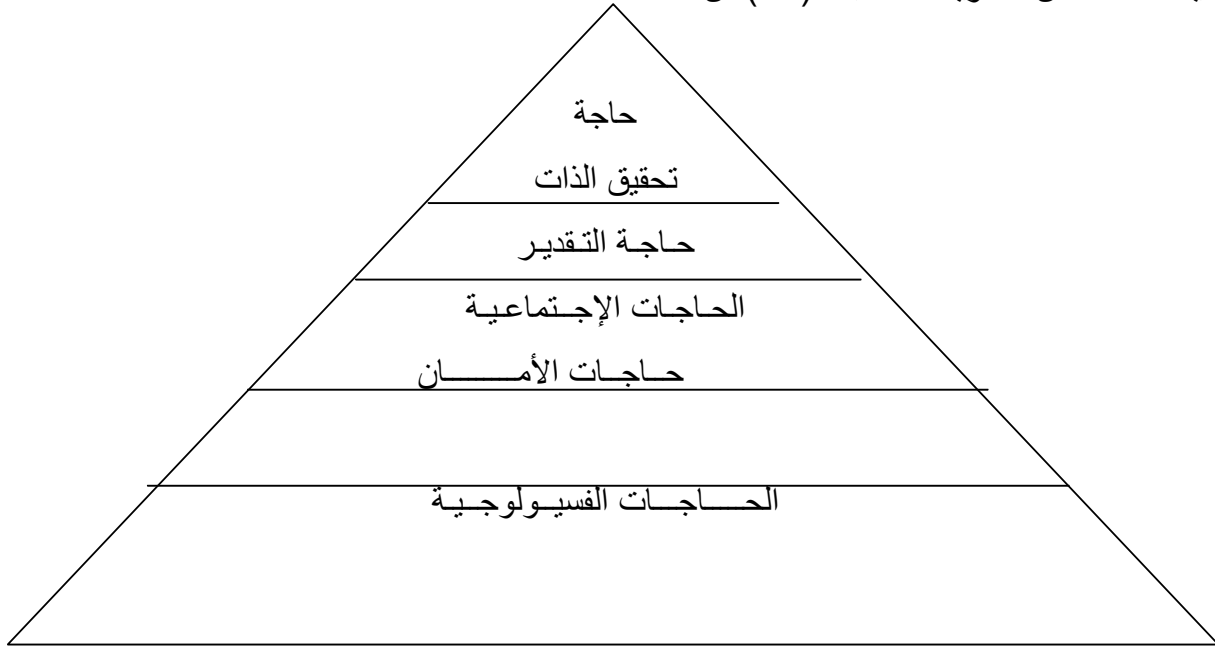 حاجة
تحقيق الذات
حاجة التقدير
الحاجات الإجتماعية
حاجات الأمان
الحاجات الفسيولوجية